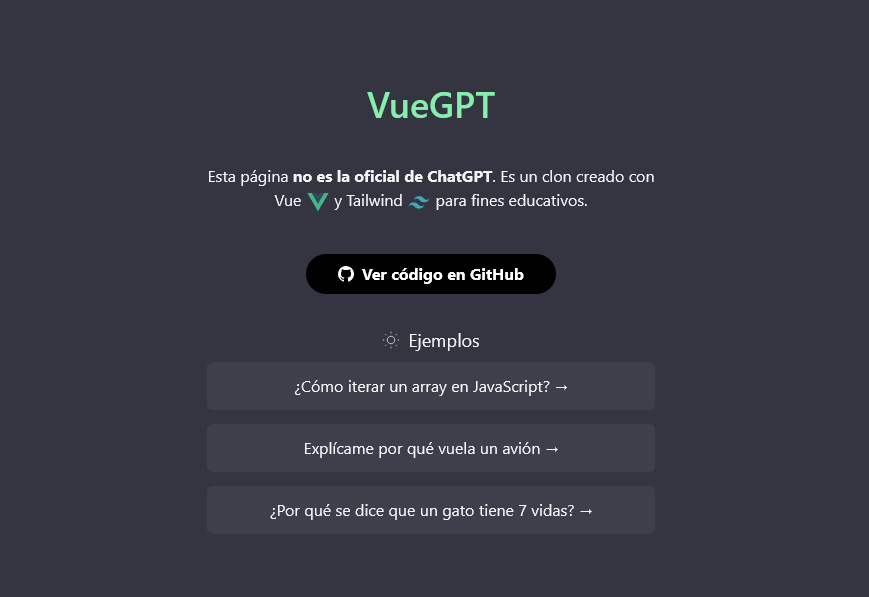 VueGPT
Esta página no es la oficial de ChatGPT. Es un clon creado con
Vue y Tailwind para fines educativos.
Ver código en GitHub
Ejemplos
¿Cómo iterar un array en JavaScript? →
Explícame por qué vuela un avión →
¿Por qué se dice que un gato tiene 7 vidas? →